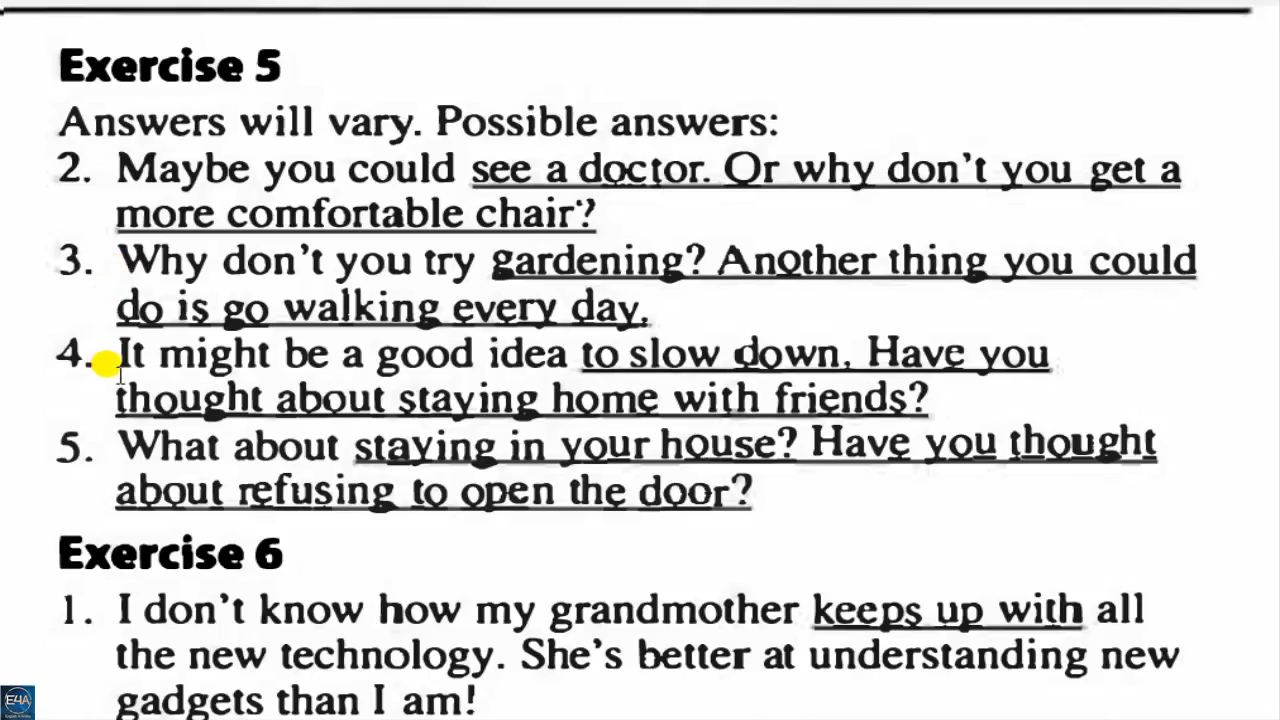 Exercise 5
Answers will vary. Possible answers:
2. Maybe you could see a doctor. Or why don't you get a
more comfortable chair?
3. Why don't you try gardening? Another thing you could
do is go walking every day.
4. It might be a good idea to slow down. Have you
thought about staying home with friends?
5. What about staying in your house? Have you thought
about refusing to open the door?
Exercise 6
1. I don't know how my grandmother keeps up with all
the new technology. She's better at understanding new
gadgets than I am!
E4A